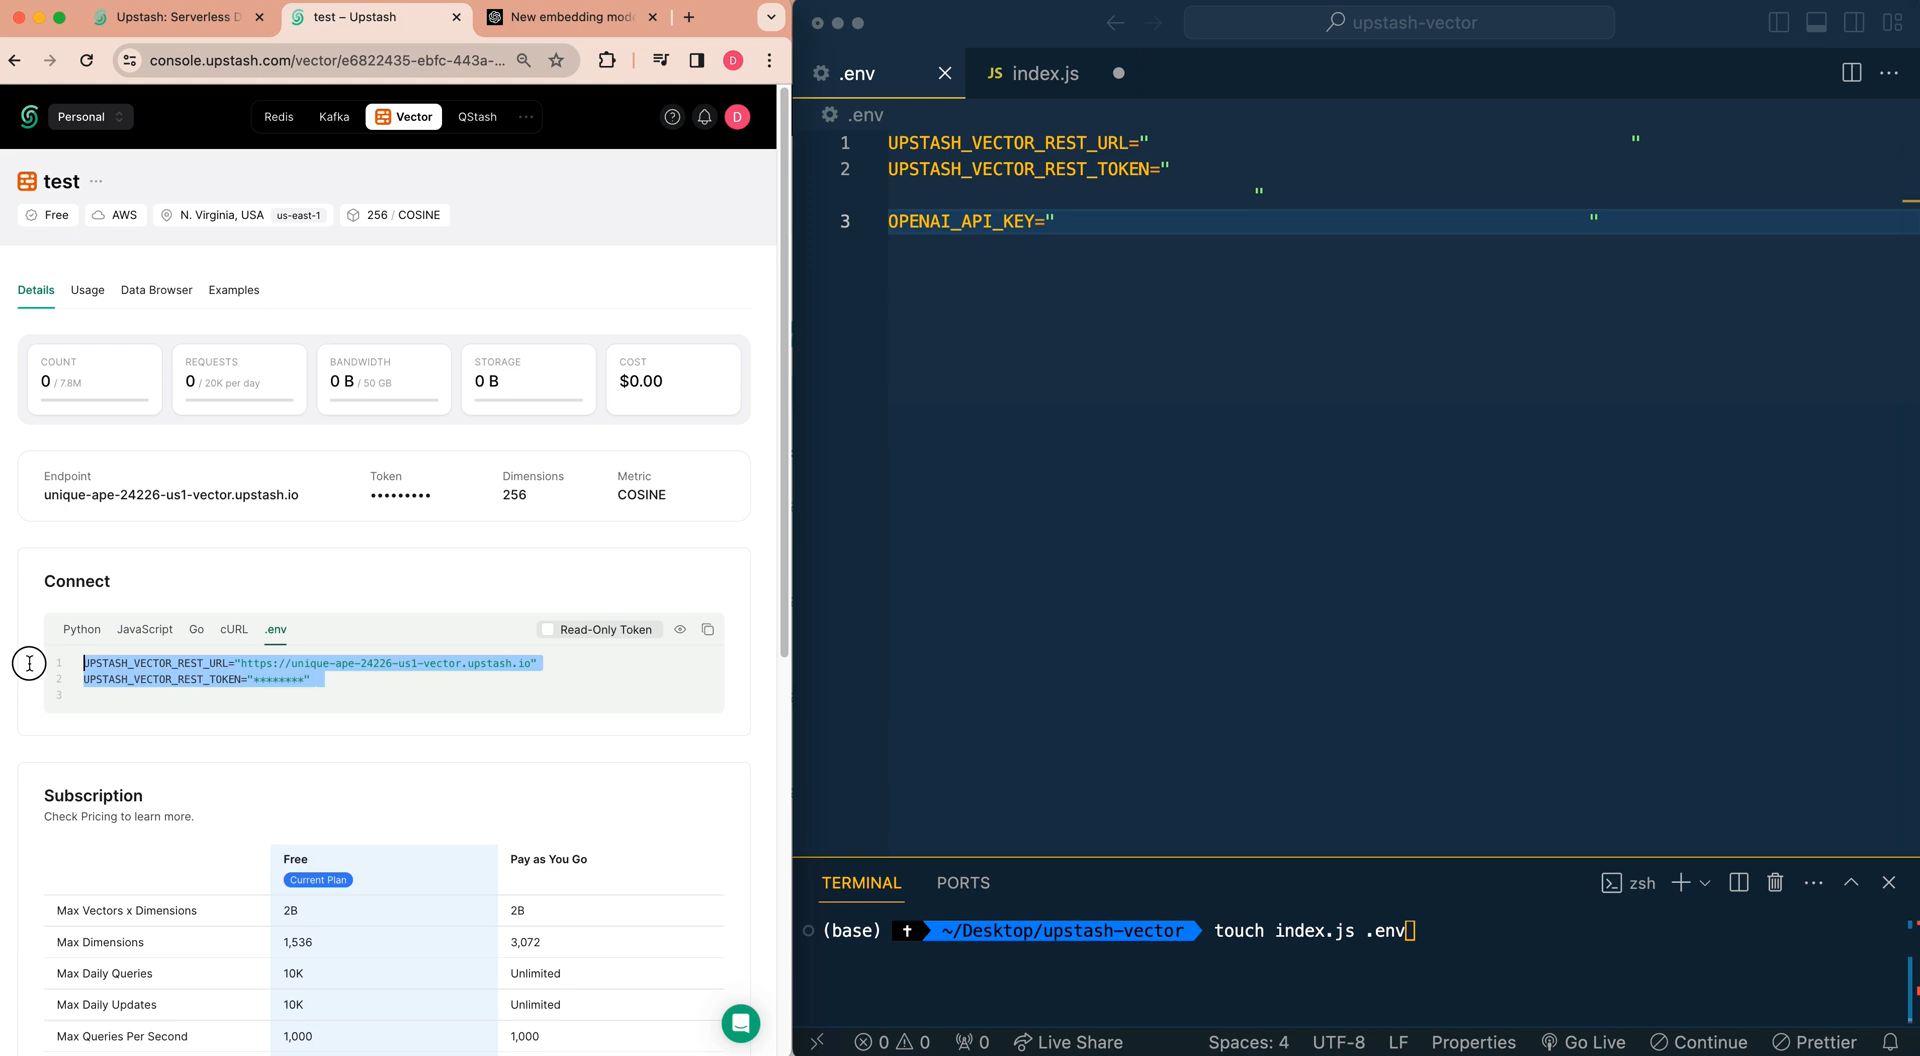 Upstash: Serverless D
test – Upstash
New embedding mod
console.upstash.com/vector/e6822435-ebfc-443a-...
D
Personal
Redis
Kafka
Vector
QStash
D
test
Free
AWS
N. Virginia, USA us-east-1
256 / COSINE
Details
Usage
Data Browser
Examples
COUNT
0 / 7.8M
REQUESTS
0 / 20K per day
BANDWIDTH
0 B / 50 GB
STORAGE
0 B
COST
$0.00
Endpoint
unique-ape-24226-us1-vector.upstash.io
Token
•••••••••
Dimensions
256
Metric
COSINE
Connect
Python
JavaScript
Go
cURL
.env
Read-Only Token
1 UPSTASH_VECTOR_REST_URL="https://unique-ape-24226-us1-vector.upstash.io"
2 UPSTASH_VECTOR_REST_TOKEN="********"
3
Subscription
Check Pricing to learn more.
Free
Current Plan
Pay as You Go
Max Vectors x Dimensions 2B 2B
Max Dimensions 1,536 3,072
Max Daily Queries 10K Unlimited
Max Daily Updates 10K Unlimited
Max Queries Per Second 1,000 1,000
upstash-vector
.env
JS index.js
.env
1 UPSTASH_VECTOR_REST_URL=" "
2 UPSTASH_VECTOR_REST_TOKEN="
"
3 OPENAI_API_KEY=" "
TERMINAL
PORTS
zsh
(base) ~/Desktop/upstash-vector touch index.js .env
0 0
0
Live Share
Spaces: 4
UTF-8
LF
Properties
Go Live
Continue
Prettier